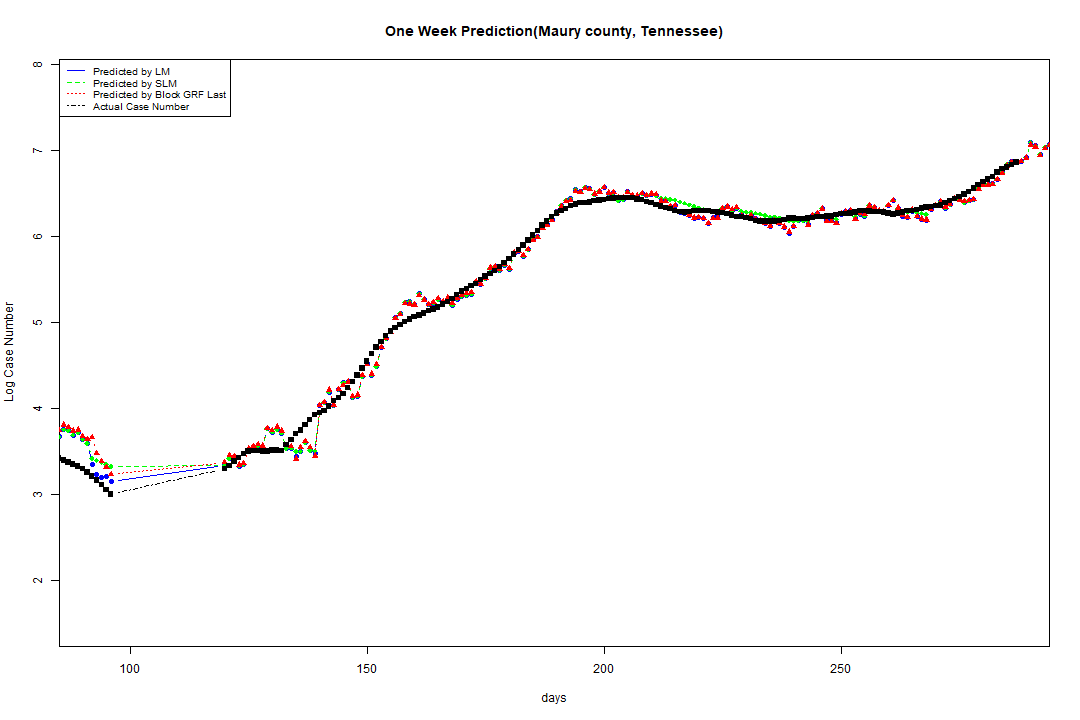 One Week Prediction(Maury county, Tennessee)
Predicted by LM
Predicted by SLM
Predicted by Block GRF Last
Actual Case Number
8
7
6
5
4
3
2
Log Case Number
100 150 200 250
days